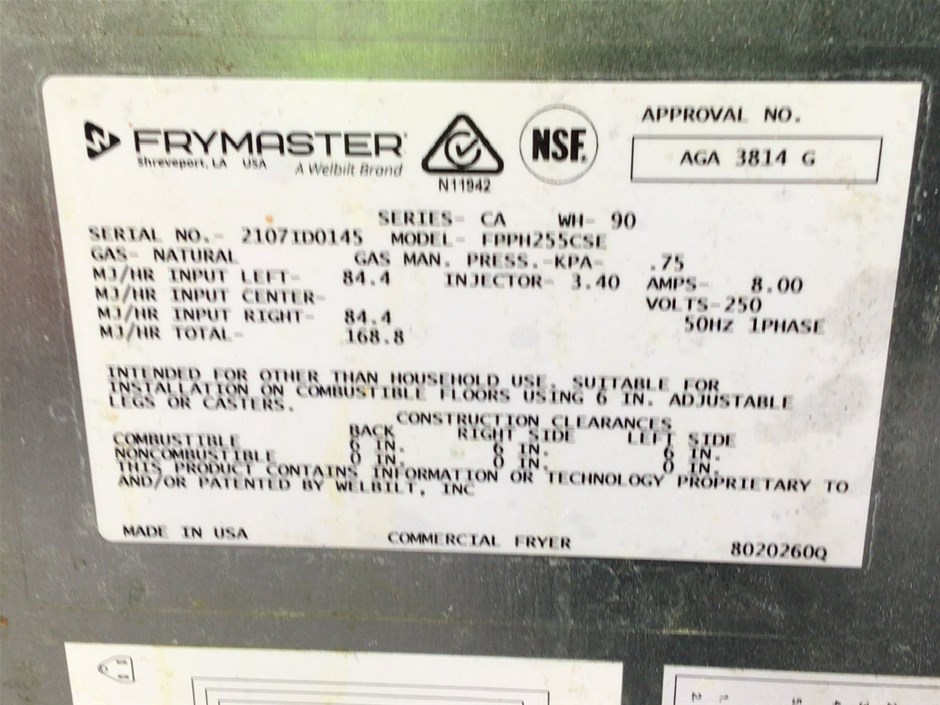 FRYMASTER
Shreveport, LA USA A Welbilt Brand
N11942
NSF
APPROVAL NO.
AGA 3814 G
SERIES- CA WH- 90
SERIAL NO.- 2107ID0145 MODEL- FPPH255CSE
GAS- NATURAL GAS MAN. PRESS.-KPA- .75
MJ/HR INPUT LEFT- 84.4 INJECTOR- 3.40 AMPS- 8.00
MJ/HR INPUT CENTER- VOLTS-250
MJ/HR INPUT RIGHT- 84.4 50HZ 1PHASE
MJ/HR TOTAL- 168.8
INTENDED FOR OTHER THAN HOUSEHOLD USE. SUITABLE FOR
INSTALLATION ON COMBUSTIBLE FLOORS USING 6 IN. ADJUSTABLE
LEGS OR CASTERS.
CONSTRUCTION CLEARANCES
BACK RIGHT SIDE LEFT SIDE
COMBUSTIBLE 6 IN. 6 IN. 6 IN.
NONCOMBUSTIBLE 0 IN. 0 IN. 0 IN.
THIS PRODUCT CONTAINS INFORMATION OR TECHNOLOGY PROPRIETARY TO
AND/OR PATENTED BY WELBILT, INC
MADE IN USA COMMERCIAL FRYER 8020260Q